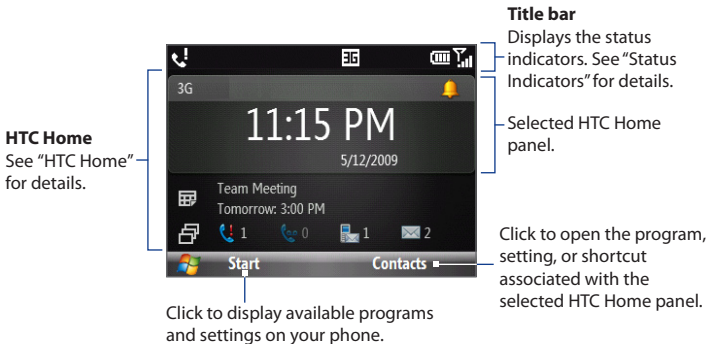 Title bar
Displays the status
indicators. See “Status
Indicators” for details.
3G
3G
11:15 PM
5/12/2009
Selected HTC Home
panel.
HTC Home
See “HTC Home”
for details.
Team Meeting
Tomorrow: 3:00 PM
1
0
1
2
Start
Contacts
Click to open the program,
setting, or shortcut
associated with the
selected HTC Home panel.
Click to display available programs
and settings on your phone.